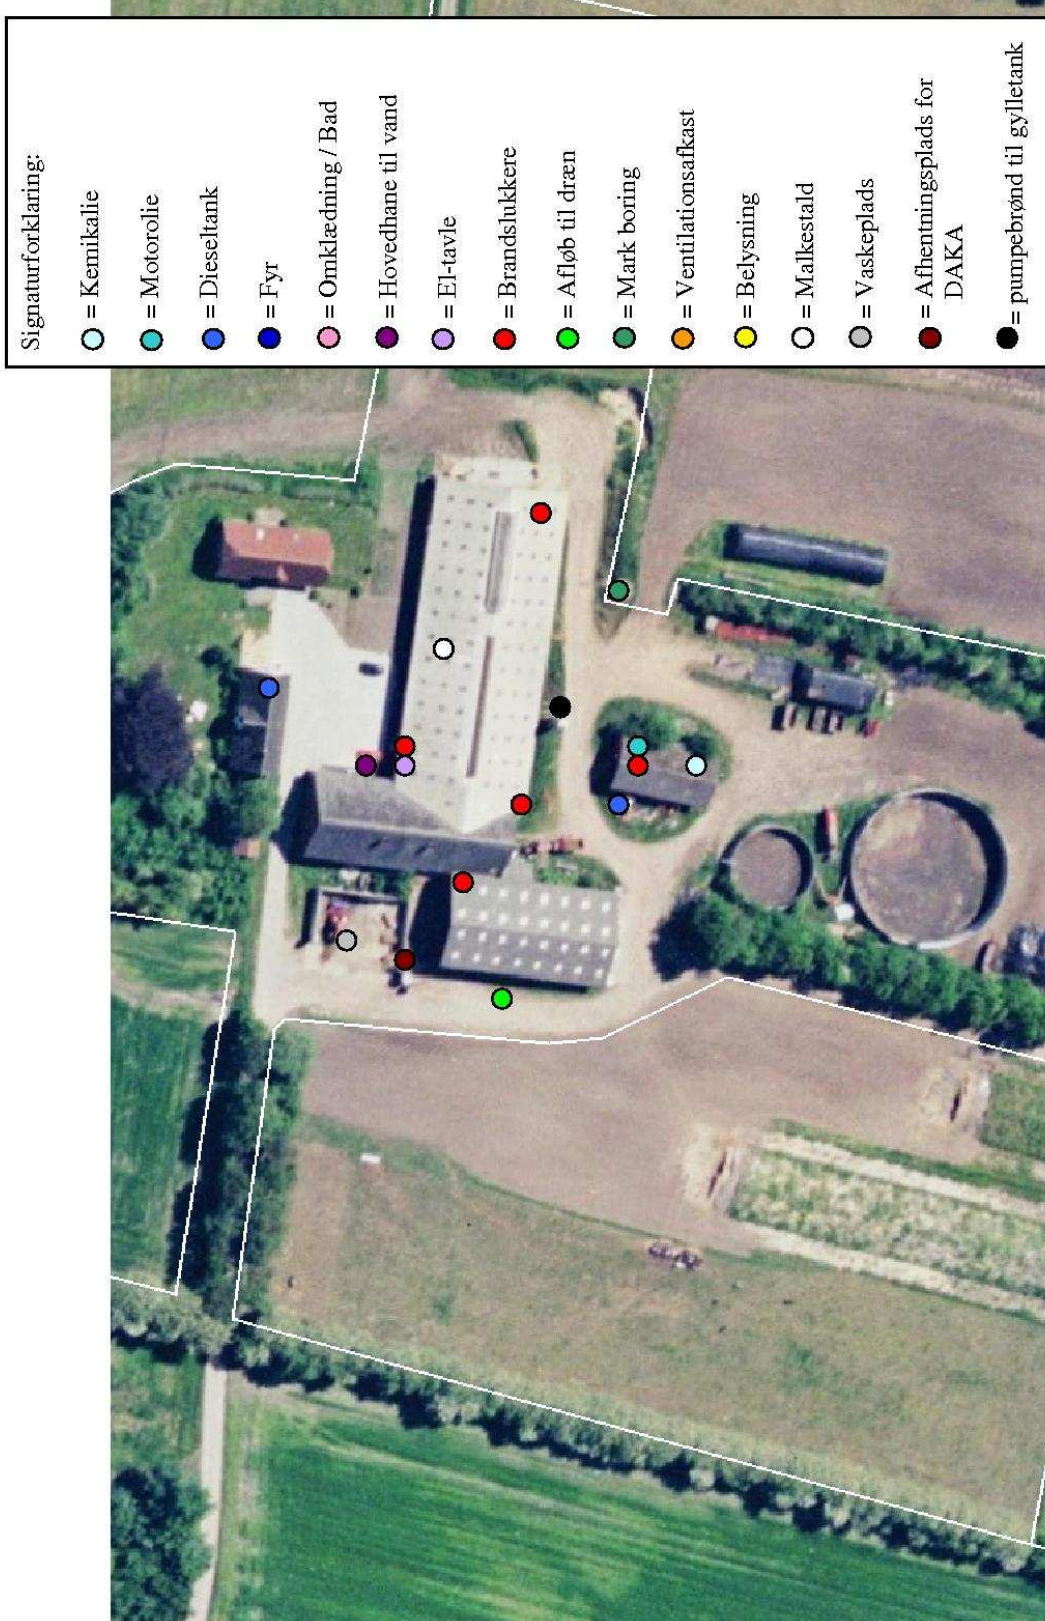 Signaturforklaring:
= Kemikalie
= Motorolie
= Dieseltank
= Fyr
= Omklædning / Bad
= Hovedhane til vand
= El-tavle
= Brandslukkere
= Afløb til dræn
= Mark boring
= Ventilationsafkast
= Belysning
= Malkestald
= Vaskeplads
= Afhentningsplads for
DAKA
= pumpebrønd til gylletank